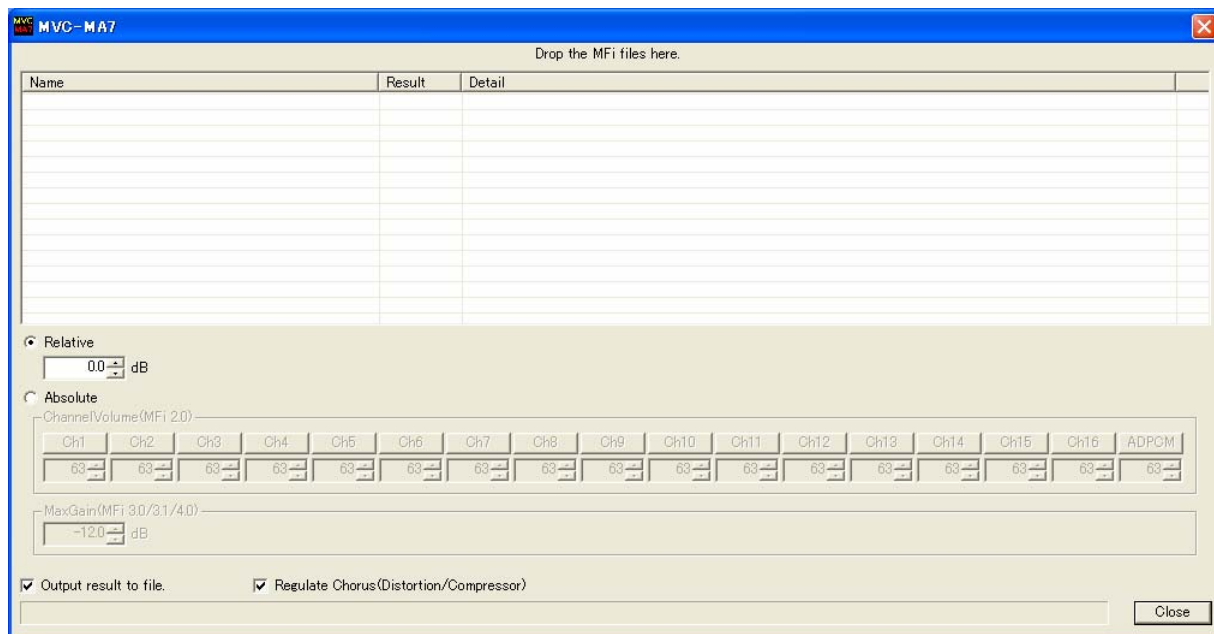 MVC MA7 MVC-MA7
Drop the MFi files here.
Name Result Detail
Relative
0.0 dB
Absolute
ChannelVolume(MFi 2.0)
Ch1 Ch2 Ch3 Ch4 Ch5 Ch6 Ch7 Ch8 Ch9 Ch10 Ch11 Ch12 Ch13 Ch14 Ch15 Ch16 ADPCM
63 63 63 63 63 63 63 63 63 63 63 63 63 63 63 63 63
MaxGain(MFi 3.0/3.1/4.0)
-12.0 dB
Output result to file. Regulate Chorus(Distortion/Compressor)
Close